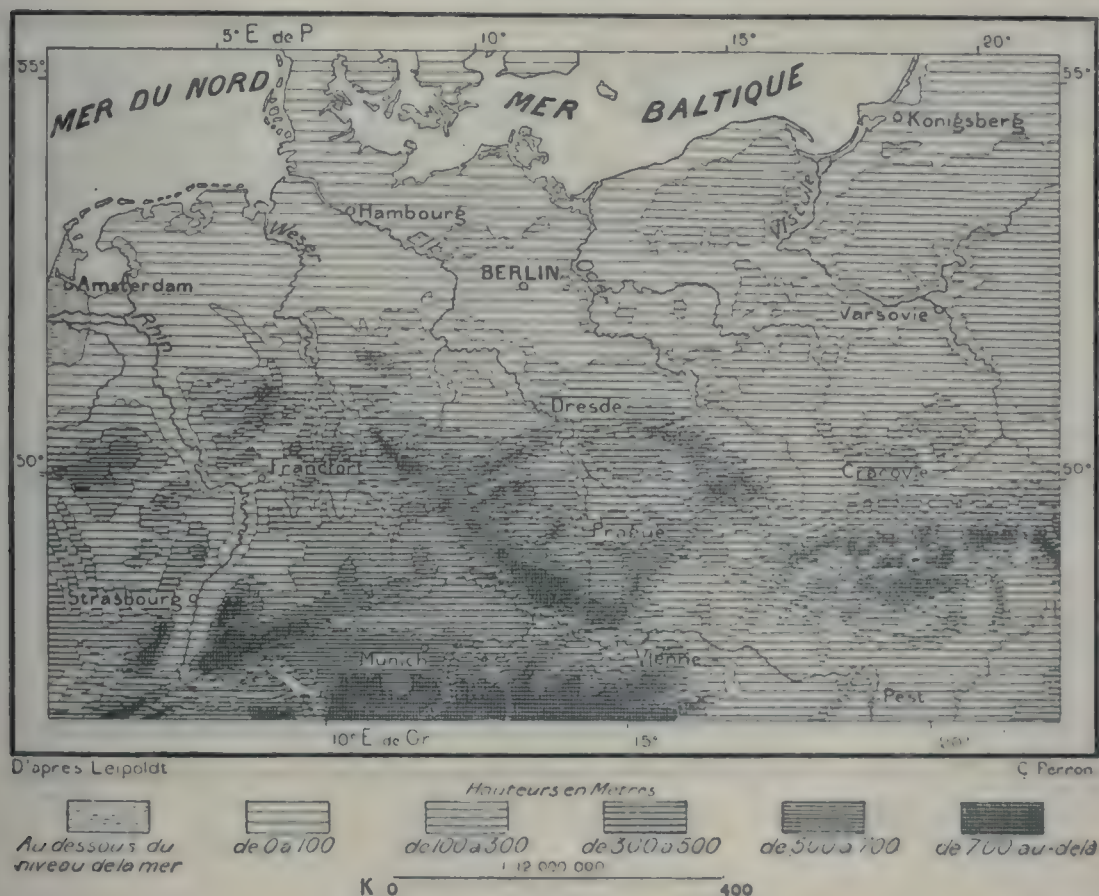 5° E de P 10° 15° 20°
55° 55°
MER DU NORD
MER BALTIQUE
Konigsberg
Hambourg
Weser
Elbe
Vistule
BERLIN
Amsterdam
Rhin
Varsovie
Dresde
50° 50°
Francfort
Cracovie
Prague
Strasbourg
Munich
Vienne
Pest
10° E de Gr 15° 20°
D'après Leipoldt
C Perron
Hauteurs en Mètres
Au dessous du
niveau de la mer
de 0 à 100
de 100 à 300
de 300 à 500
de 500 à 700
de 700 au-delà
1:12 000 000
K 0 400